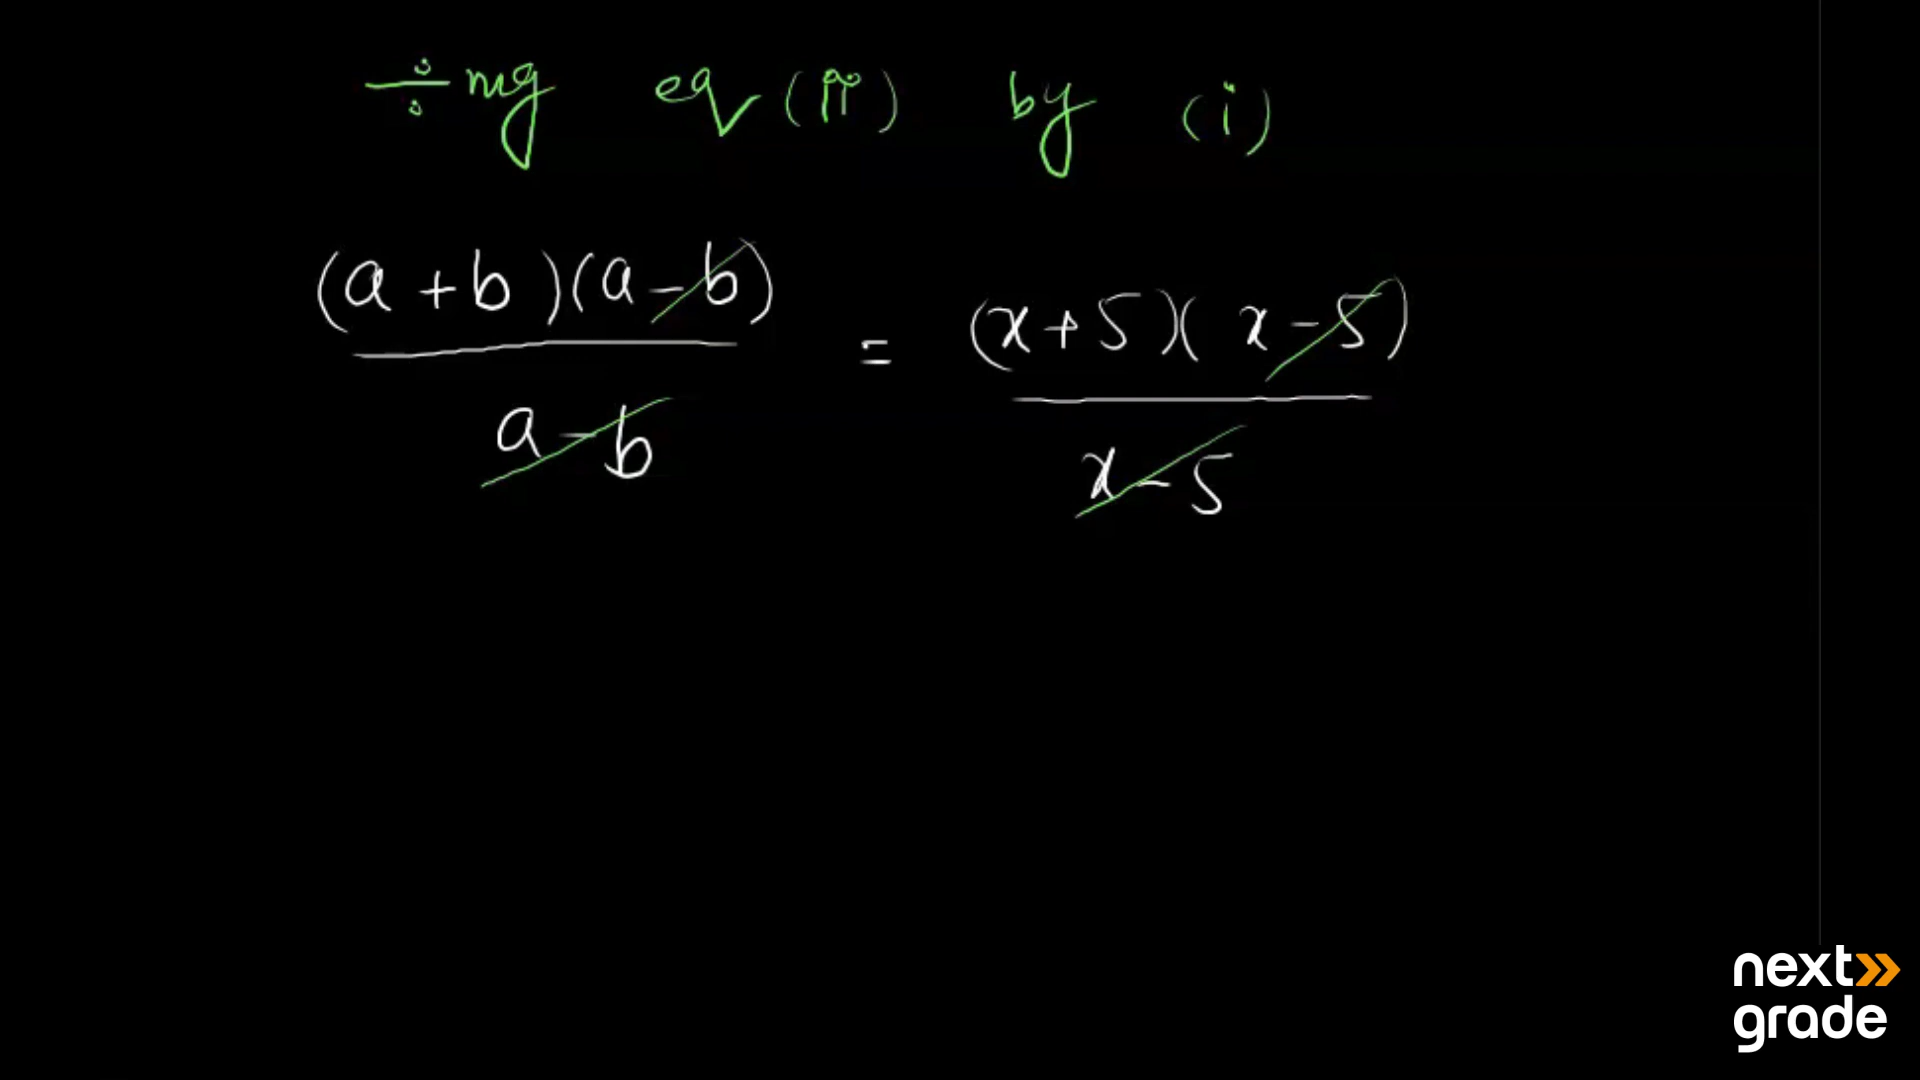 ÷ing eq (ii) by (i)
(a+b)(a-b) / a-b = (x+5)(x-5) / x-5
next
grade